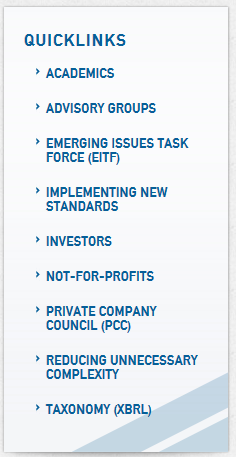 QUICKLINKS
› ACADEMICS
› ADVISORY GROUPS
› EMERGING ISSUES TASK
FORCE (EITF)
› IMPLEMENTING NEW
STANDARDS
› INVESTORS
› NOT-FOR-PROFITS
› PRIVATE COMPANY
COUNCIL (PCC)
› REDUCING UNNECESSARY
COMPLEXITY
› TAXONOMY (XBRL)